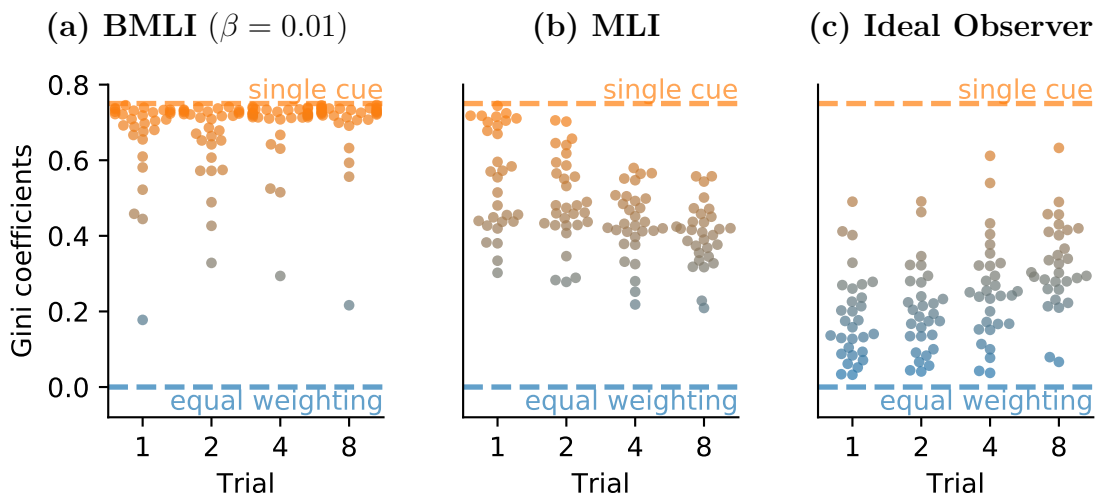 (a) BMLI (β = 0.01)
(b) MLI
(c) Ideal Observer
Gini coefficients
0.8
0.6
0.4
0.2
0.0
single cue
equal weighting
1 2 4 8
Trial
single cue
equal weighting
1 2 4 8
Trial
single cue
equal weighting
1 2 4 8
Trial